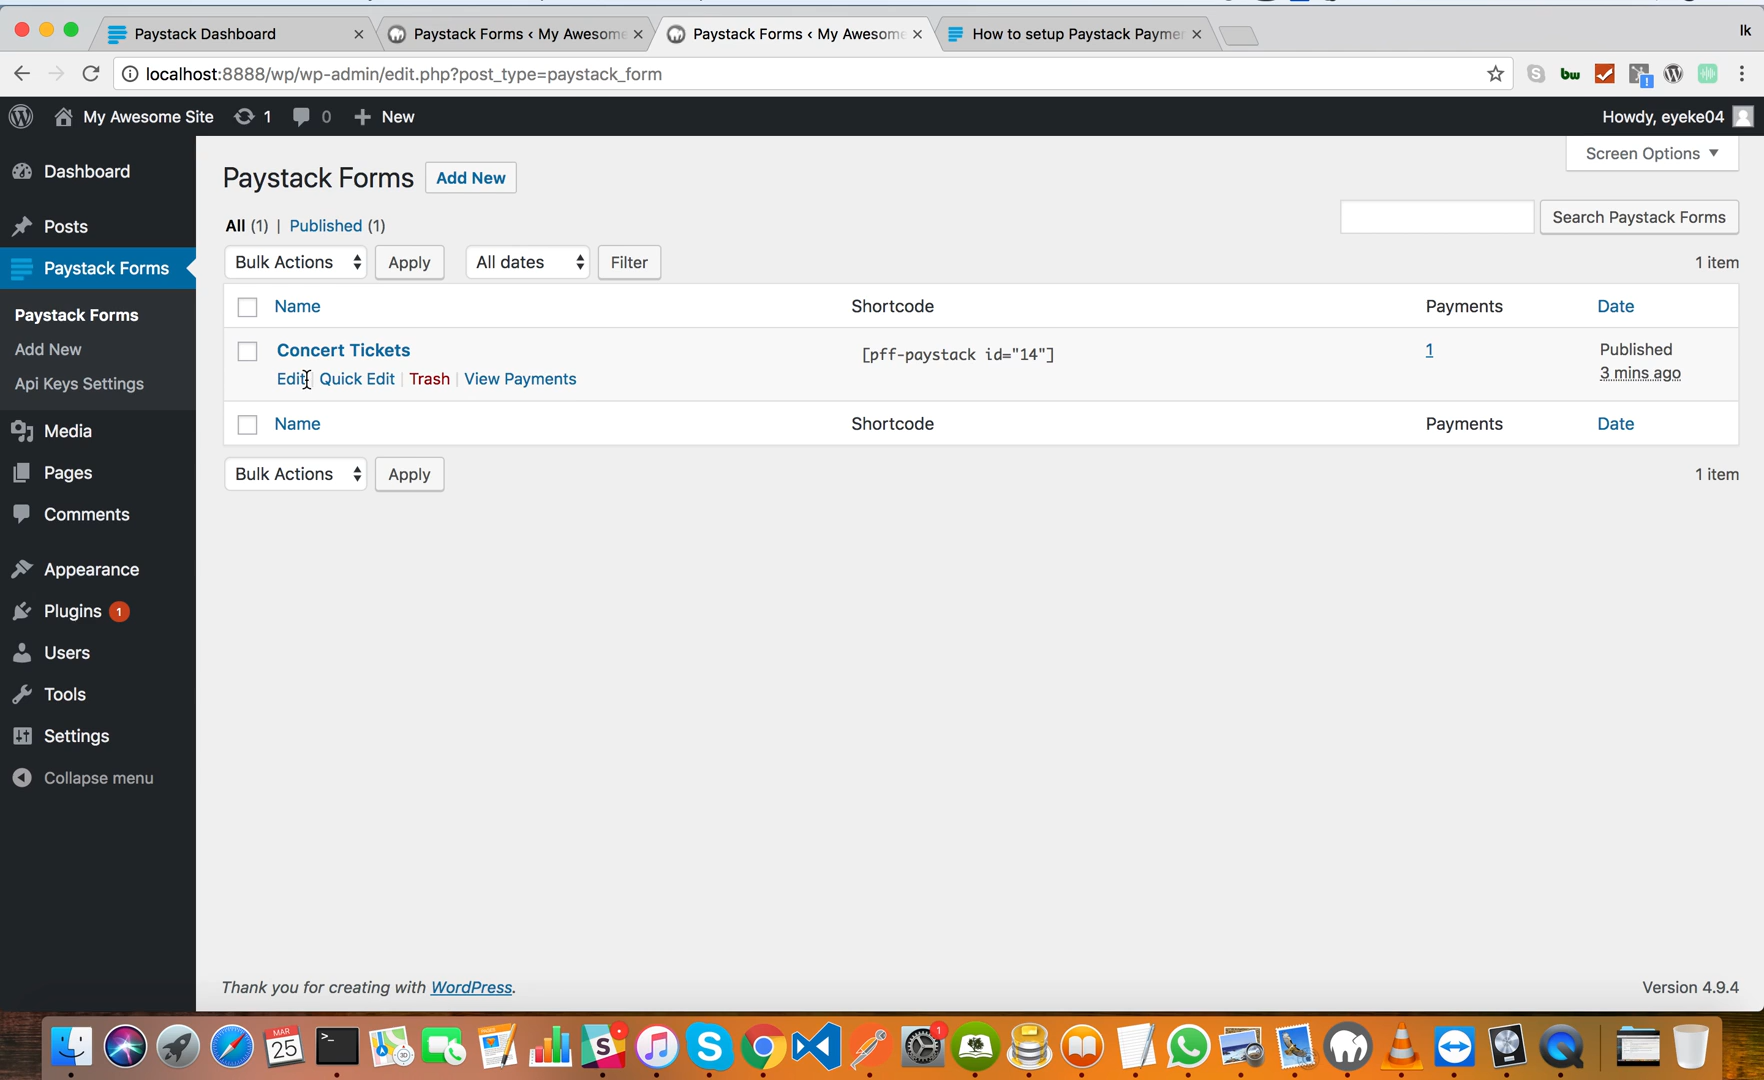 Paystack Dashboard
Paystack Forms ‹ My Awesome
Paystack Forms ‹ My Awesome
How to setup Paystack Payme
Ik
localhost:8888/wp/wp-admin/edit.php?post_type=paystack_form
bw
My Awesome Site
1
0
New
Howdy, eyeke04
Screen Options
Dashboard
Posts
Paystack Forms
Paystack Forms
Add New
Api Keys Settings
Media
Pages
Comments
Appearance
Plugins 1
Users
Tools
Settings
Collapse menu
Paystack Forms
Add New
All (1) | Published (1)
Search Paystack Forms
Bulk Actions Apply All dates Filter 1 item
Name Shortcode Payments Date
Concert Tickets [pff-paystack id="14"] 1 Published
3 mins ago
Edit | Quick Edit | Trash | View Payments
Name Shortcode Payments Date
Bulk Actions Apply 1 item
Thank you for creating with WordPress.
Version 4.9.4
MAR
25
1